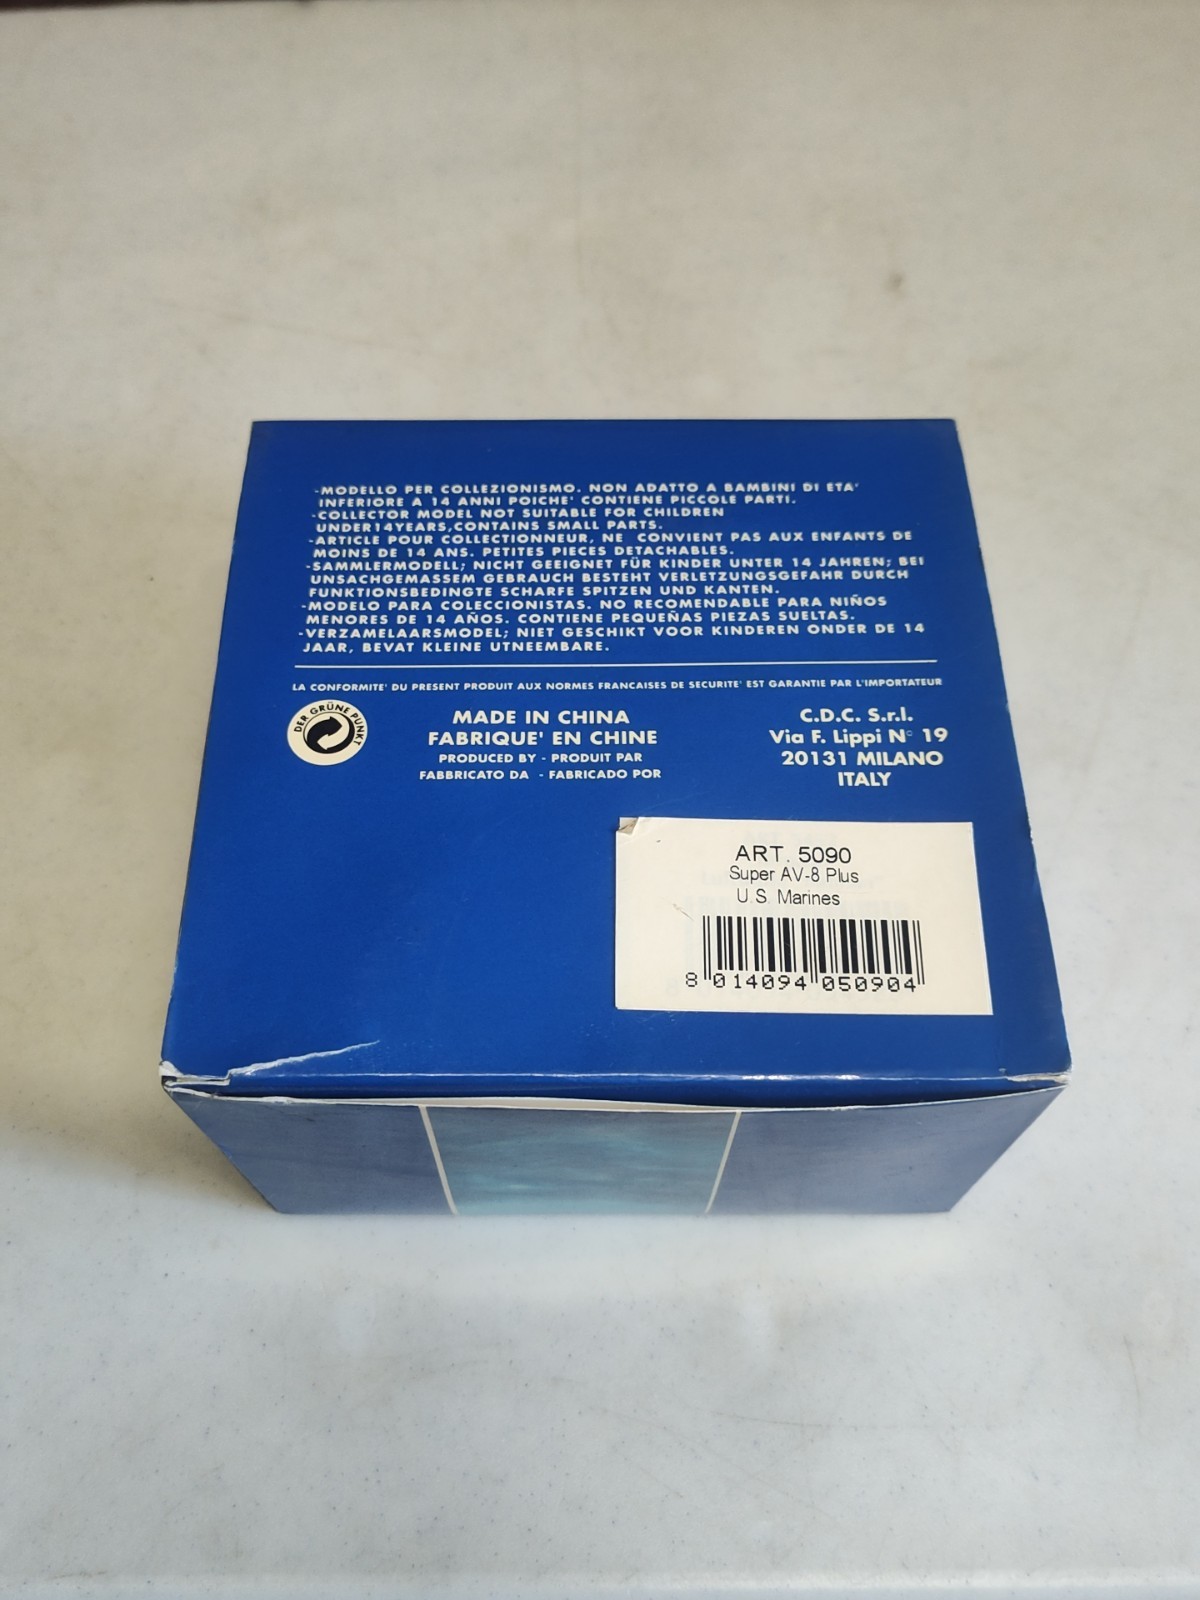 -MODELLO PER COLLEZIONISMO. NON ADATTO A BAMBINI DI ETA'
INFERIORE A 14 ANNI POICHE' CONTIENE PICCOLE PARTI.
-COLLECTOR MODEL NOT SUITABLE FOR CHILDREN
UNDER14YEARS,CONTAINS SMALL PARTS.
-ARTICLE POUR COLLECTIONNEUR, NE CONVIENT PAS AUX ENFANTS DE
MOINS DE 14 ANS. PETITES PIECES DETACHABLES.
-SAMMLERMODELL; NICHT GEEIGNET FÜR KINDER UNTER 14 JAHREN; BEI
UNSACHGEMASSEM GEBRAUCH BESTEHT VERLETZUNGSGEFAHR DURCH
FUNKTIONSBEDINGTE SCHARFE SPITZEN UND KANTEN.
-MODELO PARA COLECCIONISTAS. NO RECOMENDABLE PARA NIÑOS
MENORES DE 14 AÑOS. CONTIENE PEQUEÑAS PIEZAS SUELTAS.
-VERZAMELAARSMODEL; NIET GESCHIKT VOOR KINDEREN ONDER DE 14
JAAR, BEVAT KLEINE UTNEEMBARE.
LA CONFORMITE' DU PRESENT PRODUIT AUX NORMES FRANCAISES DE SECURITE' EST GARANTIE PAR L'IMPORTATEUR
DER GRÜNE PUNKT
MADE IN CHINA
FABRIQUE' EN CHINE
PRODUCED BY - PRODUIT PAR
FABBRICATO DA - FABRICADO POR
C.D.C. S.r.l.
Via F. Lippi N° 19
20131 MILANO
ITALY
ART. 5090
Super AV-8 Plus
U.S. Marines
8 014094 050904